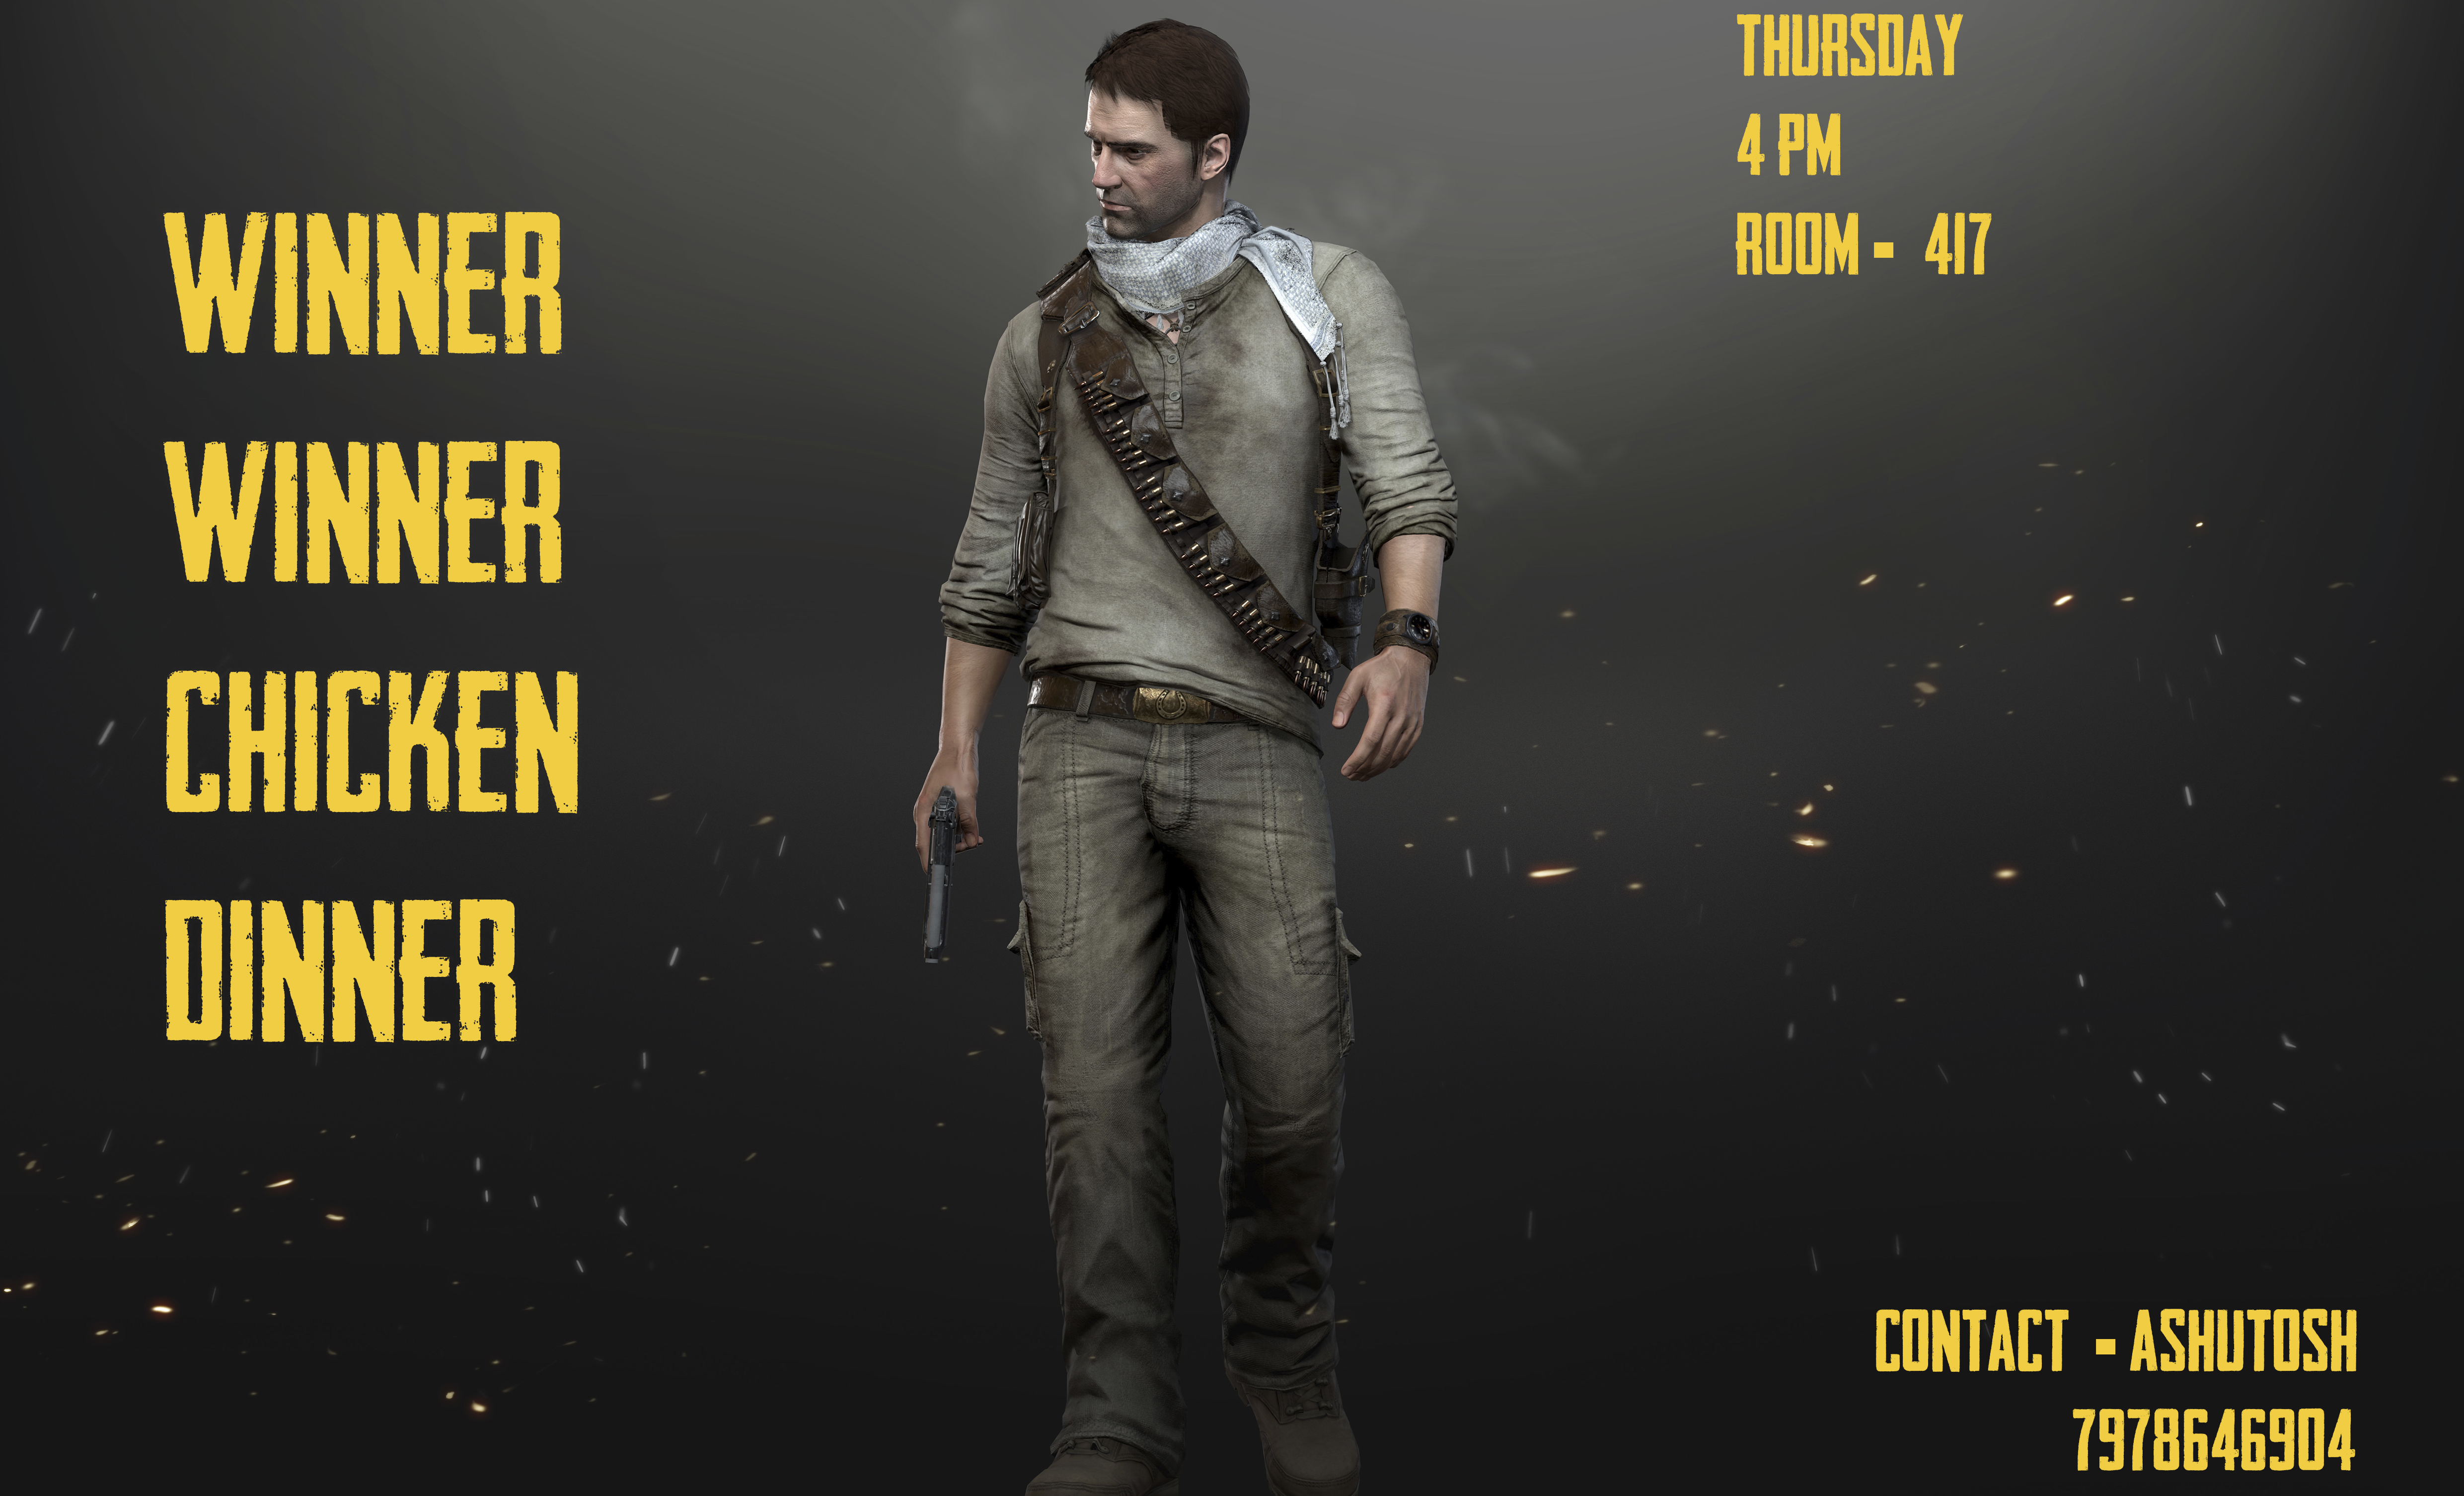 WINNER
WINNER
CHICKEN
DINNER
THURSDAY
4 PM
ROOM - 417
CONTACT - ASHUTOSH
7978646904